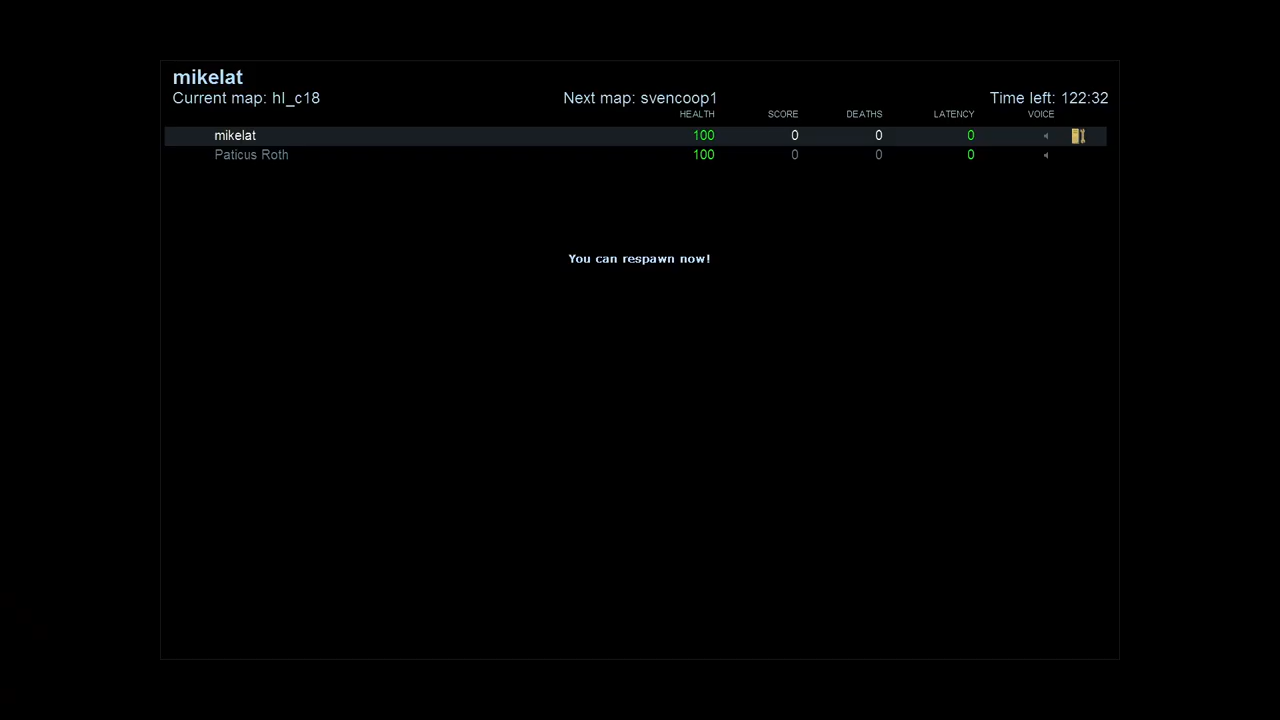 mikelat
Current map: hl_c18 Next map: svencoop1 Time left: 122:32
HEALTH SCORE DEATHS LATENCY VOICE
mikelat 100 0 0 0
Paticus Roth 100 0 0 0
You can respawn now!